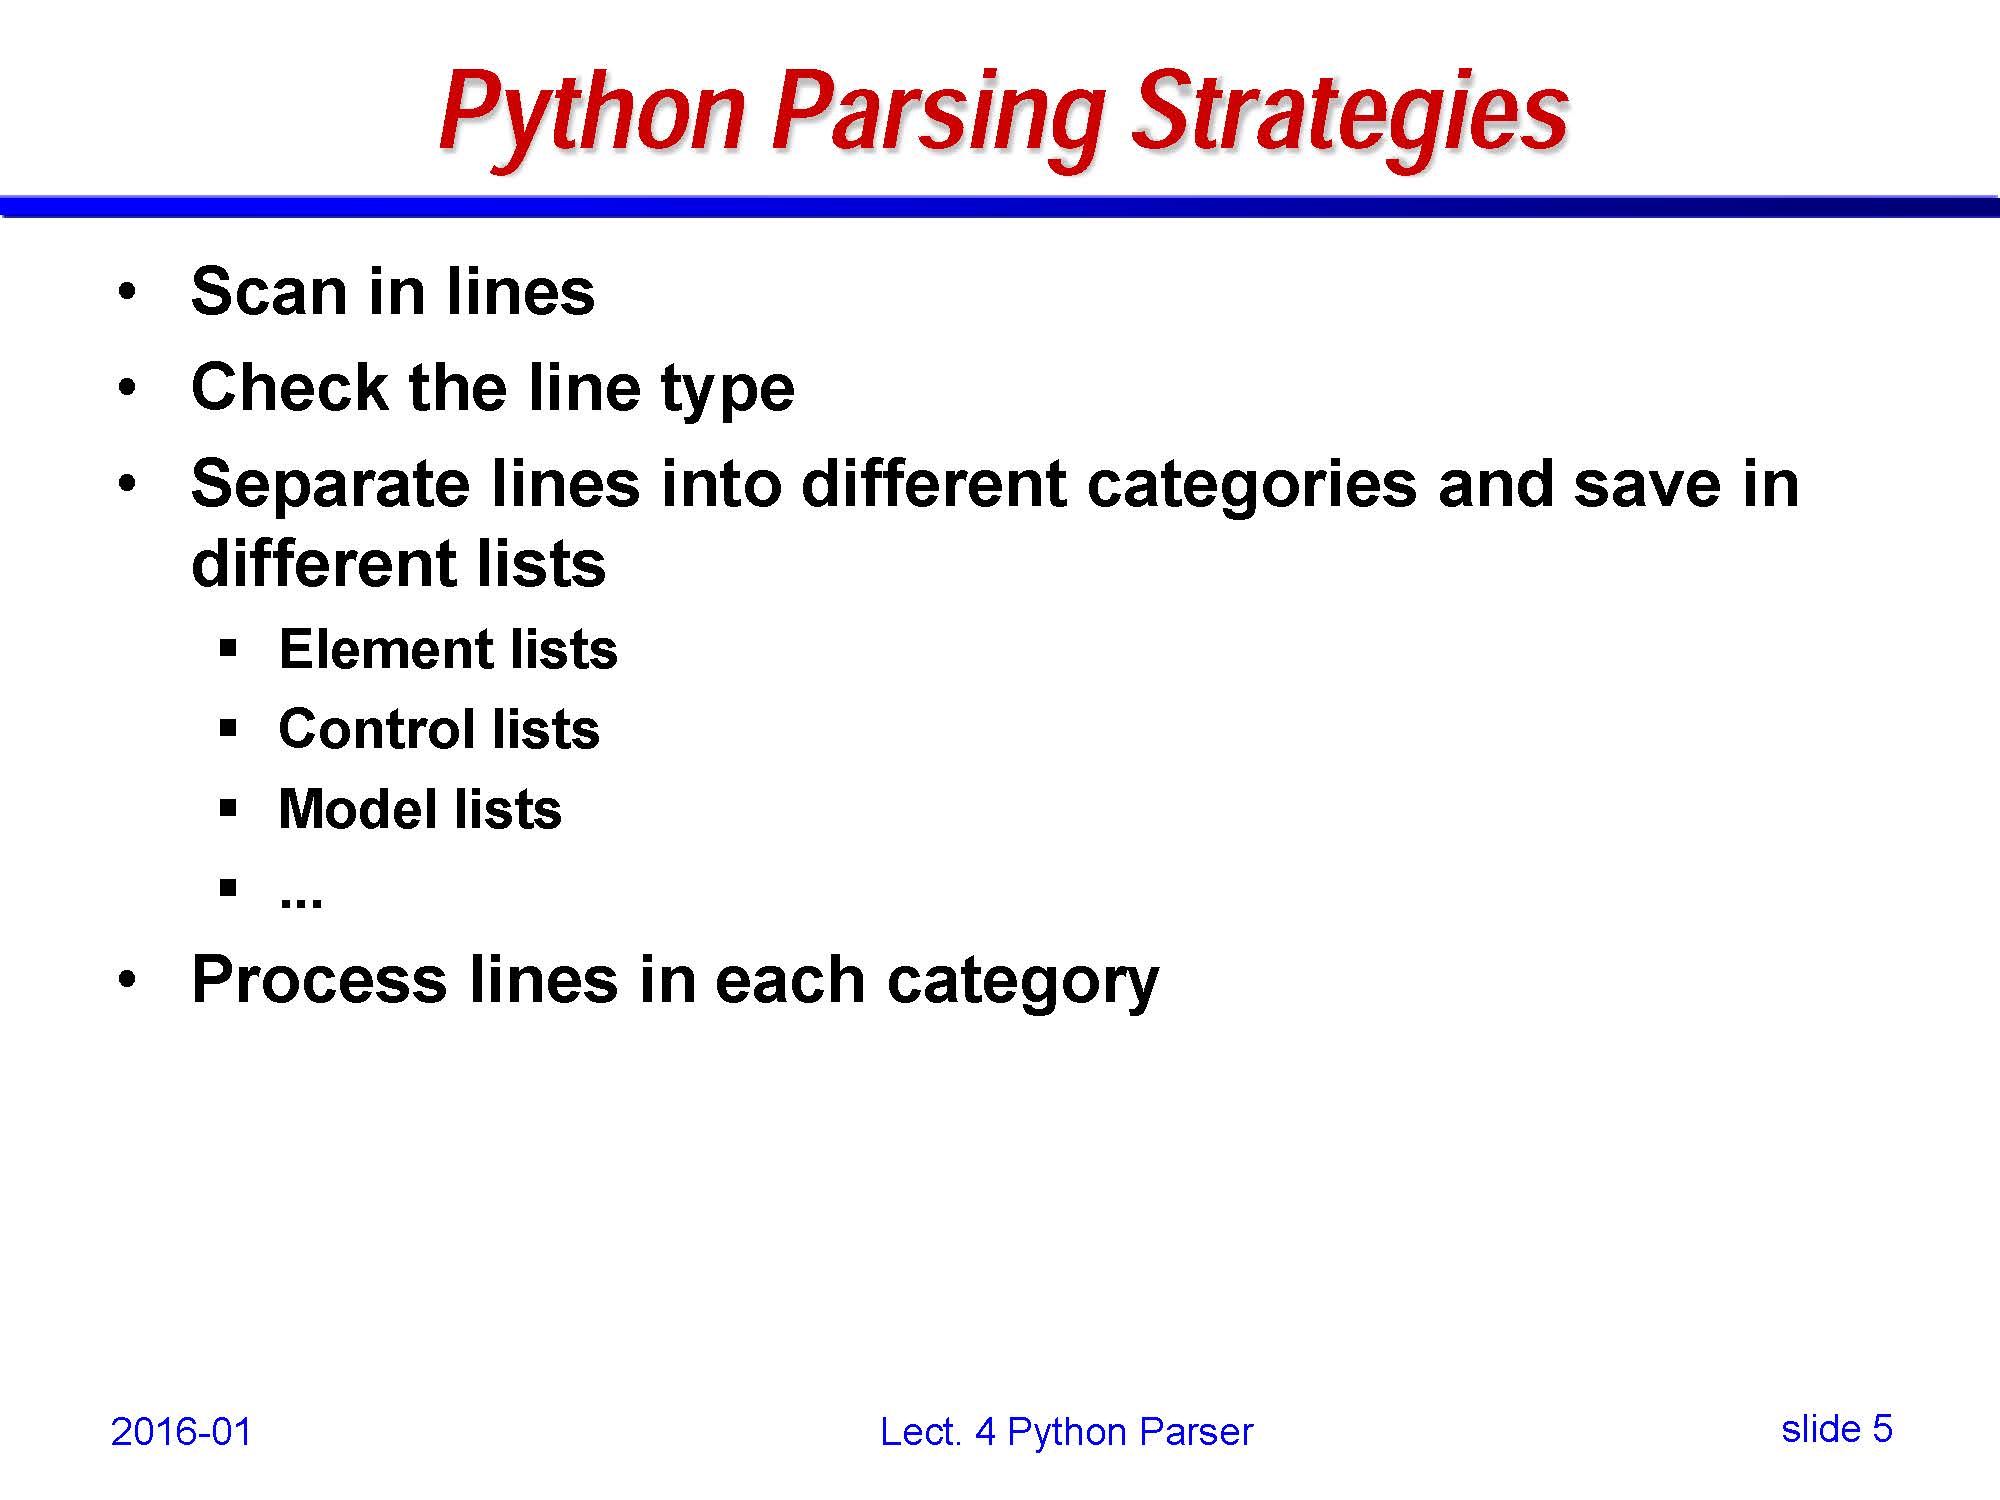 Python Parsing Strategies
• Scan in lines
• Check the line type
• Separate lines into different categories and save in
different lists
▪ Element lists
▪ Control lists
▪ Model lists
▪ ...
• Process lines in each category
2016-01
Lect. 4 Python Parser
slide 5